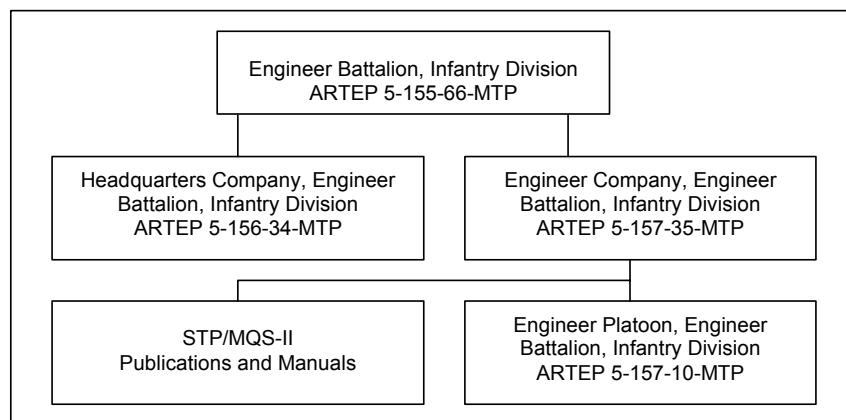 Engineer Battalion, Infantry Division
ARTEP 5-155-66-MTP
Headquarters Company, Engineer
Battalion, Infantry Division
ARTEP 5-156-34-MTP
Engineer Company, Engineer
Battalion, Infantry Division
ARTEP 5-157-35-MTP
STP/MQS-II
Publications and Manuals
Engineer Platoon, Engineer
Battalion, Infantry Division
ARTEP 5-157-10-MTP